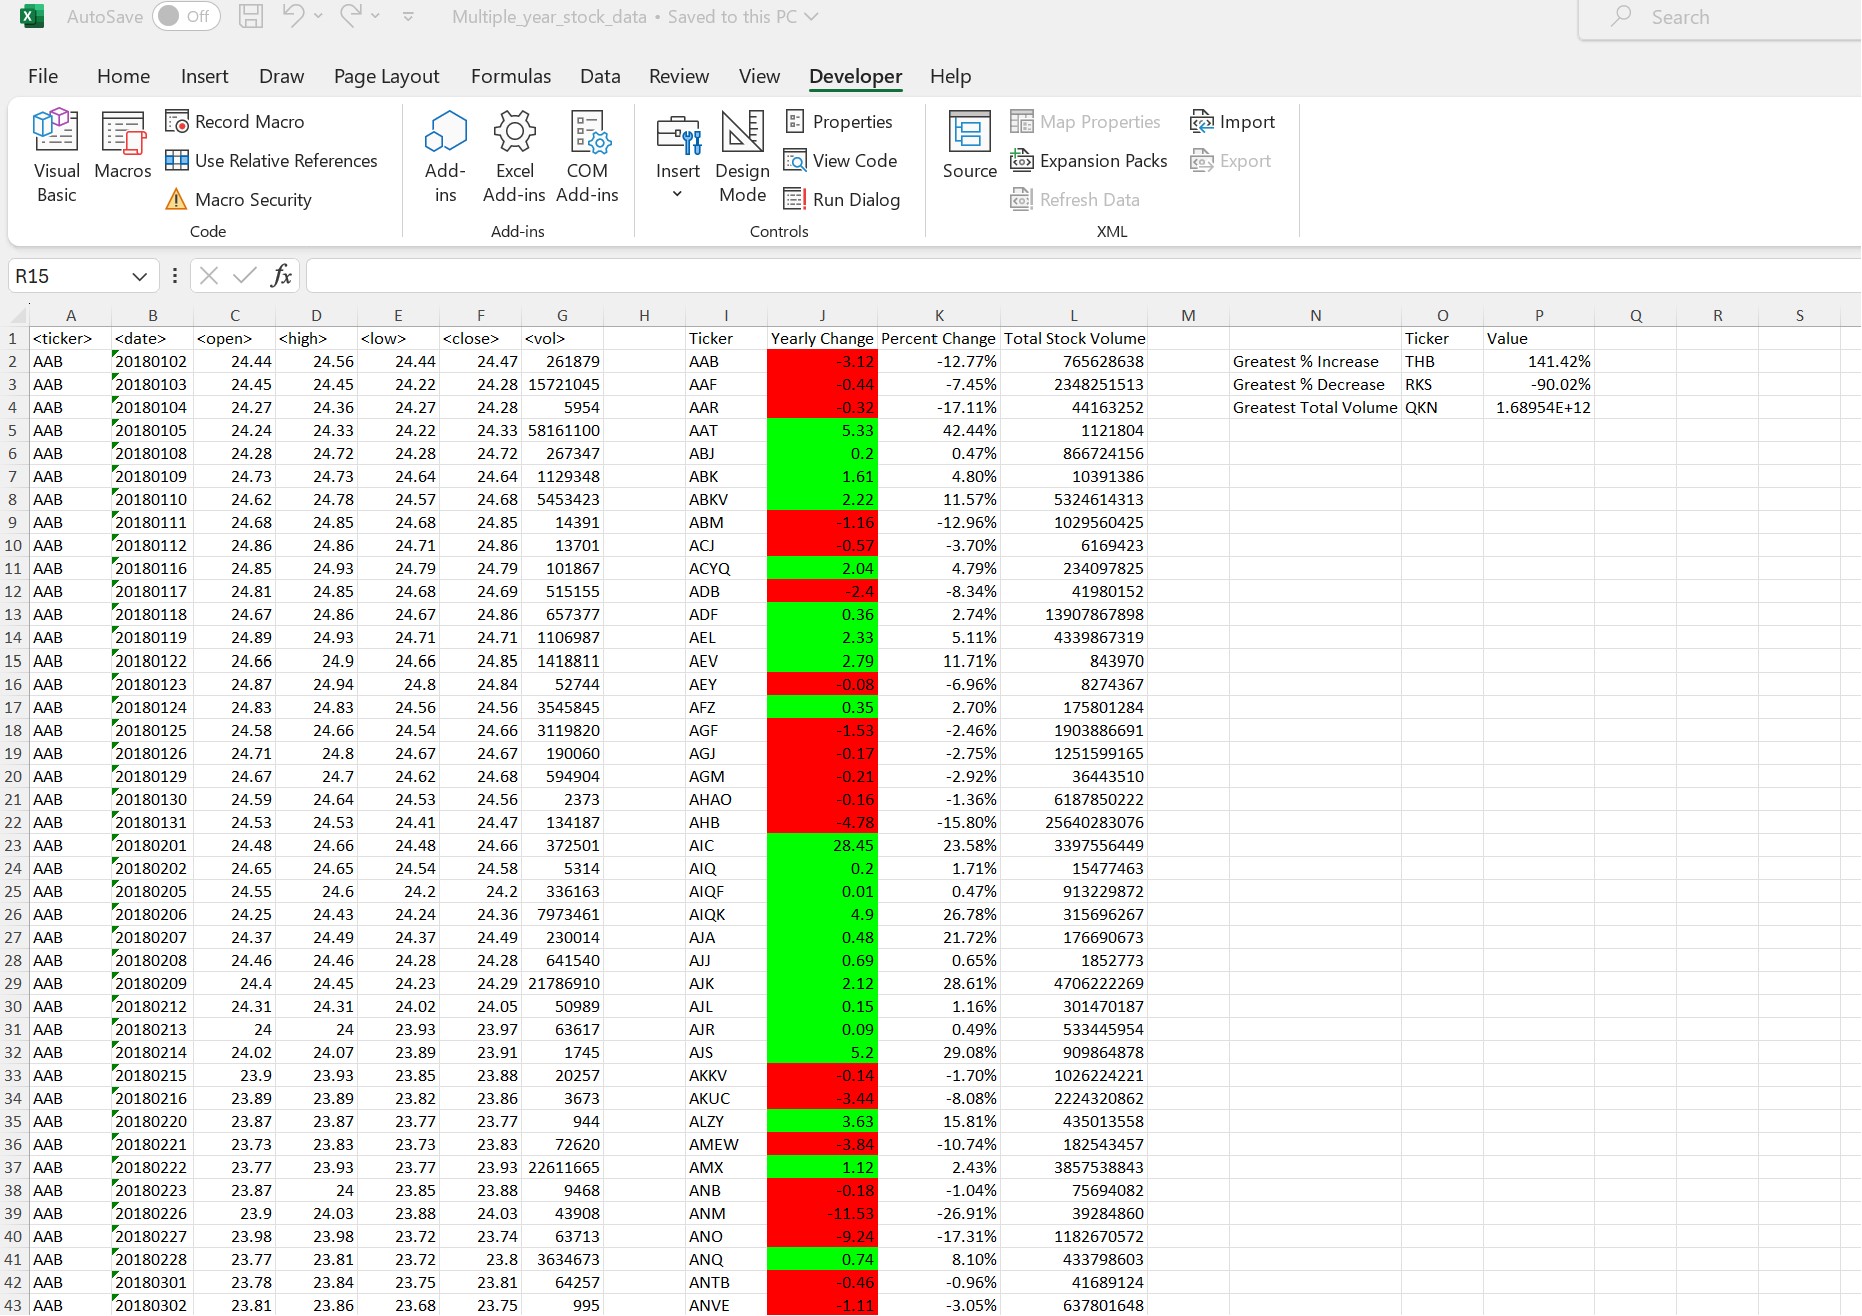 AutoSave Off Multiple_year_stock_data • Saved to this PC Search
File Home Insert Draw Page Layout Formulas Data Review View Developer Help
Visual Basic Macros Record Macro Use Relative References Macro Security
Add-ins Excel Add-ins COM Add-ins
Insert Design Mode Properties View Code Run Dialog
Source Map Properties Expansion Packs Refresh Data Import Export
Code Add-ins Controls XML
R15 fx
A B C D E F G H I J K L M N O P Q R S
1 <ticker> <date> <open> <high> <low> <close> <vol> Ticker Yearly Change Percent Change Total Stock Volume Ticker Value
2 AAB 20180102 24.44 24.56 24.44 24.47 261879 AAB -3.12 -12.77% 765628638 Greatest % Increase THB 141.42%
3 AAB 20180103 24.45 24.45 24.22 24.28 15721045 AAF -0.44 -7.45% 2348251513 Greatest % Decrease RKS -90.02%
4 AAB 20180104 24.27 24.36 24.27 24.28 5954 AAR -0.32 -17.11% 44163252 Greatest Total Volume QKN 1.68954E+12
5 AAB 20180105 24.24 24.33 24.22 24.33 58161100 AAT 5.33 42.44% 1121804
6 AAB 20180108 24.28 24.72 24.28 24.72 267347 ABJ 0.2 0.47% 866724156
7 AAB 20180109 24.73 24.73 24.64 24.64 1129348 ABK 1.61 4.80% 10391386
8 AAB 20180110 24.62 24.78 24.57 24.68 5453423 ABKV 2.22 11.57% 5324614313
9 AAB 20180111 24.68 24.85 24.68 24.85 14391 ABM -1.16 -12.96% 1029560425
10 AAB 20180112 24.86 24.86 24.71 24.86 13701 ACJ -0.57 -3.70% 6169423
11 AAB 20180116 24.85 24.93 24.79 24.79 101867 ACYQ 2.04 4.79% 234097825
12 AAB 20180117 24.81 24.85 24.68 24.69 515155 ADB -2.4 -8.34% 41980152
13 AAB 20180118 24.67 24.86 24.67 24.86 657377 ADF 0.36 2.74% 13907867898
14 AAB 20180119 24.89 24.93 24.71 24.71 1106987 AEL 2.33 5.11% 4339867319
15 AAB 20180122 24.66 24.9 24.66 24.85 1418811 AEV 2.79 11.71% 843970
16 AAB 20180123 24.87 24.94 24.8 24.84 52744 AEY -0.08 -6.96% 8274367
17 AAB 20180124 24.83 24.83 24.56 24.56 3545845 AFZ 0.35 2.70% 175801284
18 AAB 20180125 24.58 24.66 24.54 24.66 3119820 AGF -1.53 -2.46% 1903886691
19 AAB 20180126 24.71 24.8 24.67 24.67 190060 AGJ -0.17 -2.75% 1251599165
20 AAB 20180129 24.67 24.7 24.62 24.68 594904 AGM -0.21 -2.92% 36443510
21 AAB 20180130 24.59 24.64 24.53 24.56 2373 AHAO -0.16 -1.36% 6187850222
22 AAB 20180131 24.53 24.53 24.41 24.47 134187 AHB -4.78 -15.80% 25640283076
23 AAB 20180201 24.48 24.66 24.48 24.66 372501 AIC 28.45 23.58% 3397556449
24 AAB 20180202 24.65 24.65 24.54 24.58 5314 AIQ 0.2 1.71% 15477463
25 AAB 20180205 24.55 24.6 24.2 24.2 336163 AIQF 0.01 0.47% 913229872
26 AAB 20180206 24.25 24.43 24.24 24.36 7973461 AIQK 4.9 26.78% 315696267
27 AAB 20180207 24.37 24.49 24.37 24.49 230014 AJA 0.48 21.72% 176690673
28 AAB 20180208 24.46 24.46 24.28 24.28 641540 AJJ 0.69 0.65% 1852773
29 AAB 20180209 24.4 24.45 24.23 24.29 21786910 AJK 2.12 28.61% 4706222269
30 AAB 20180212 24.31 24.31 24.02 24.05 50989 AJL 0.15 1.16% 301470187
31 AAB 20180213 24 24 23.93 23.97 63617 AJR 0.09 0.49% 533445954
32 AAB 20180214 24.02 24.07 23.89 23.91 1745 AJS 5.2 29.08% 909864878
33 AAB 20180215 23.9 23.93 23.85 23.88 20257 AKKV -0.14 -1.70% 1026224221
34 AAB 20180216 23.89 23.89 23.82 23.86 3673 AKUC -3.44 -8.08% 2224320862
35 AAB 20180220 23.87 23.87 23.77 23.77 944 ALZY 3.63 15.81% 435013558
36 AAB 20180221 23.73 23.83 23.73 23.83 72620 AMEW -3.84 -10.74% 182543457
37 AAB 20180222 23.77 23.93 23.77 23.93 22611665 AMX 1.12 2.43% 3857538843
38 AAB 20180223 23.87 24 23.85 23.88 9468 ANB -0.18 -1.04% 75694082
39 AAB 20180226 23.9 24.03 23.88 24.03 43908 ANM -11.53 -26.91% 39284860
40 AAB 20180227 23.98 23.98 23.72 23.74 63713 ANO -9.24 -17.31% 1182670572
41 AAB 20180228 23.77 23.81 23.72 23.8 3634673 ANQ 0.74 8.10% 433798603
42 AAB 20180301 23.78 23.84 23.75 23.81 64257 ANTB -0.46 -0.96% 41689124
43 AAB 20180302 23.81 23.86 23.68 23.75 995 ANVE -1.11 -3.05% 637801648